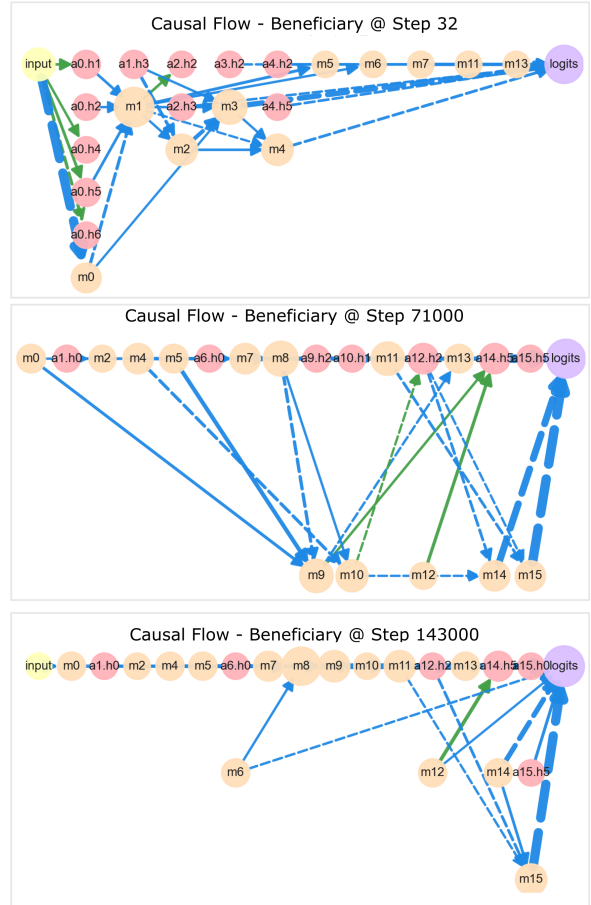 Causal Flow - Beneficiary @ Step 32
input a0.h1 a1.h3 a2.h2 a3.h2 a4.h2 m5 m6 m7 m11 m13 logits
a0.h2 m1 a2.h3 m3 a4.h5
a0.h4 m2 m4
a0.h5
a0.h6
m0
Causal Flow - Beneficiary @ Step 71000
m0 a1.h0 m2 m4 m5 a6.h0 m7 m8 a9.h2 a10.h1 m11 a12.h2 m13 a14.h5 a15.h5 logits
m9 m10 m12 m14 m15
Causal Flow - Beneficiary @ Step 143000
input m0 a1.h0 m2 m4 m5 a6.h0 m7 m8 m9 m10 m11 a12.h2 m13 a14.h5 a15.h0 logits
m6 m12 m14 a15.h5
m15